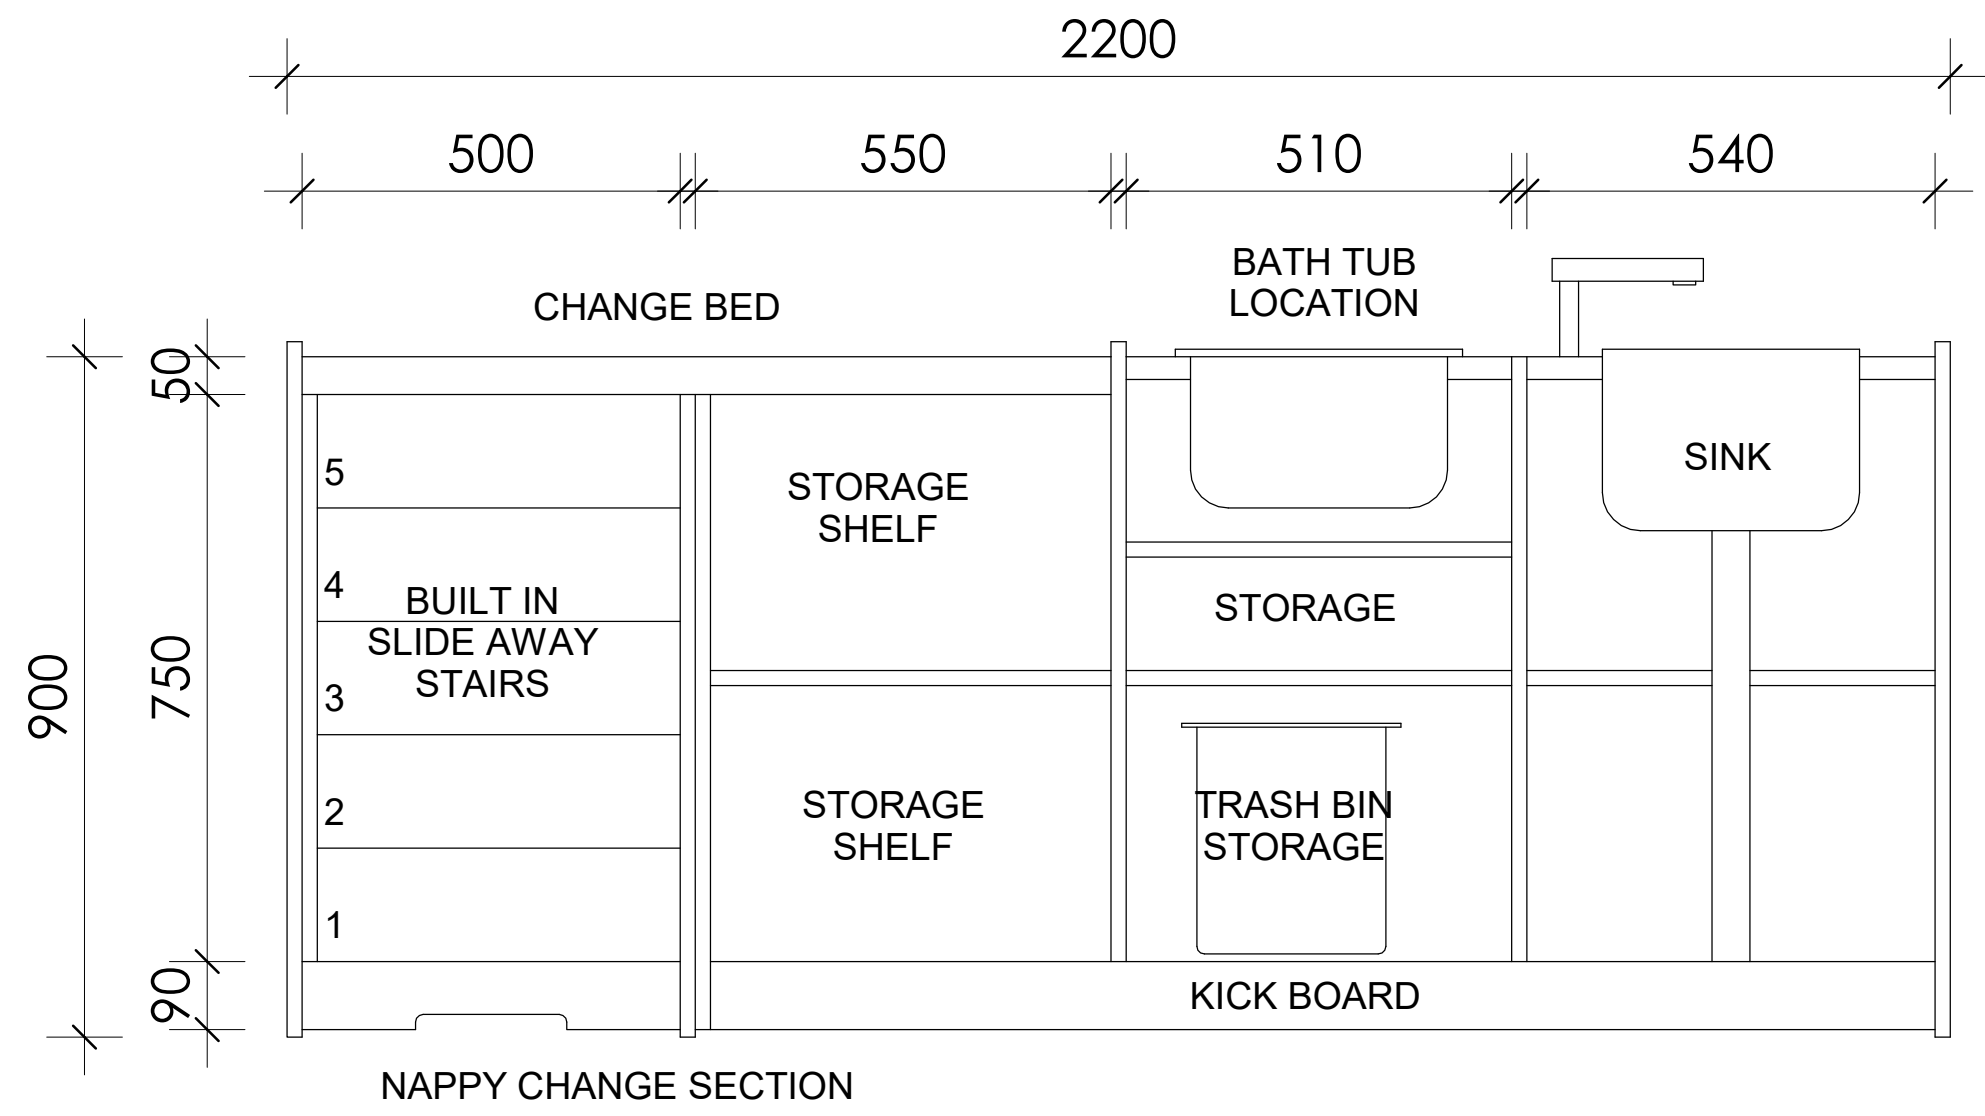 2200
500
550
510
540
BATH TUB
LOCATION
CHANGE BED
50
5
SINK
STORAGE
SHELF
4
BUILT IN
SLIDE AWAY
STAIRS
STORAGE
900
750
3
2
STORAGE
SHELF
TRASH BIN
STORAGE
1
90
KICK BOARD
NAPPY CHANGE SECTION